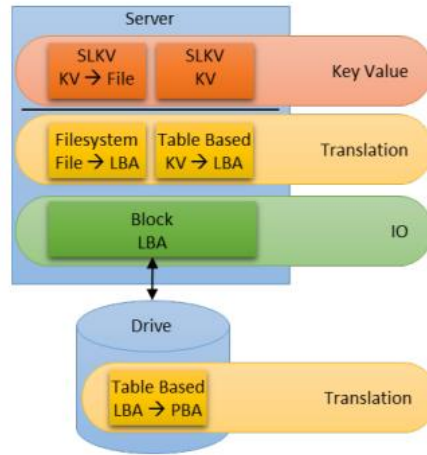 Server
SLKV
KV → File
SLKV
KV
Key Value
Filesystem
File → LBA
Table Based
KV → LBA
Translation
Block
LBA
IO
Drive
Table Based
LBA → PBA
Translation